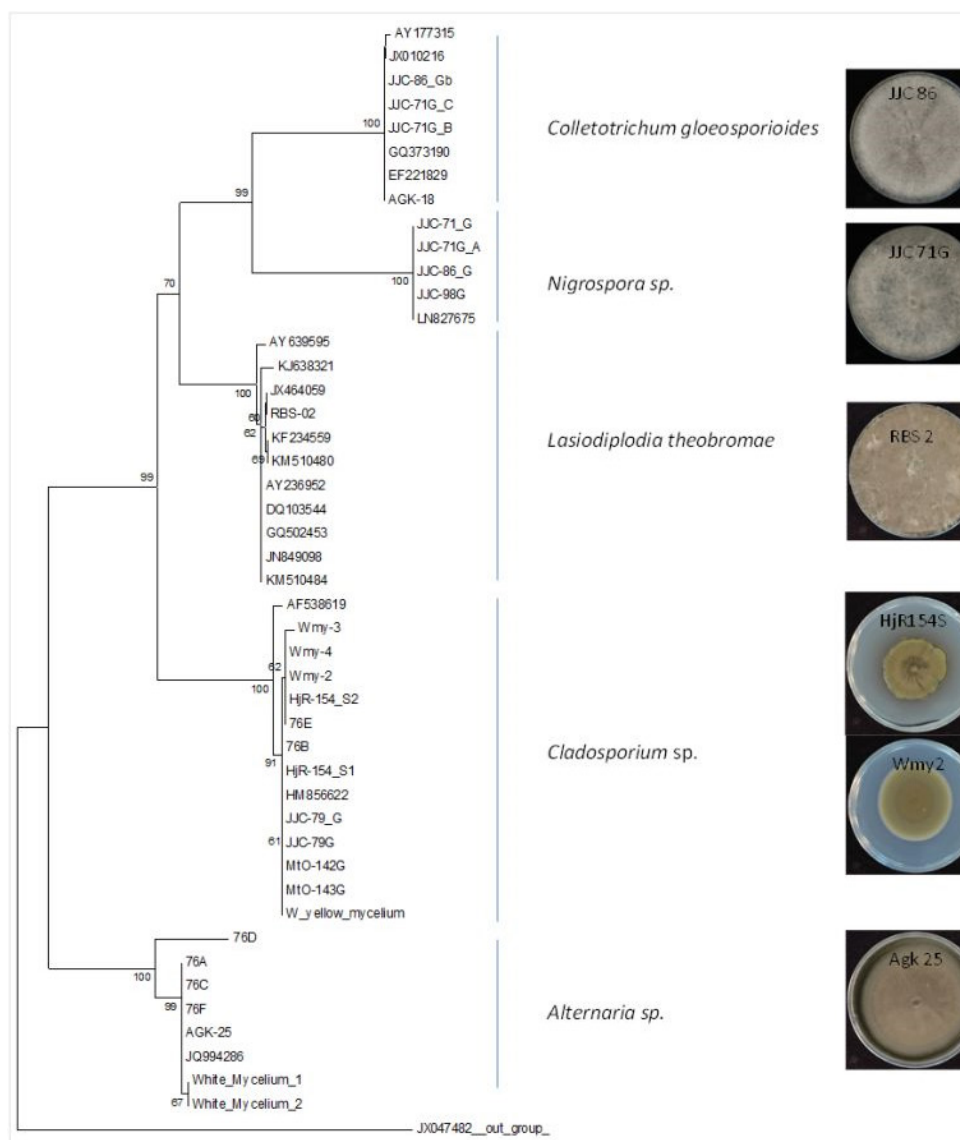 AY177315
JX010216
JJC-86_Gb
JJC-71G_C
JJC-71G_B
100
GQ373190
EF221829
AGK-18
Colletotrichum gloeosporioides
JJC 86
99
JJC-71_G
JJC-71G_A
JJC-86_G
100
JJC-98G
LN827675
Nigrospora sp.
JJC 71G
70
AY639595
KJ638321
100
JX464059
60
RBS-02
62
KF234559
69
KM510480
AY236952
DQ103544
GQ502453
JN849098
KM510484
Lasiodiplodia theobromae
RBS 2
99
AF538619
Wmy-3
Wmy-4
62
Wmy-2
100
HjR-154_S2
76E
76B
91
HjR-154_S1
HM856622
JJC-79_G
61
JJC-79G
MtO-142G
MtO-143G
W_yellow_mycelium
Cladosporium sp.
HjR154S
Wmy2
76D
100
76A
76C
99
76F
AGK-25
JQ994286
White_Mycelium_1
67
White_Mycelium_2
Alternaria sp.
Agk 25
JX047482__out_group_